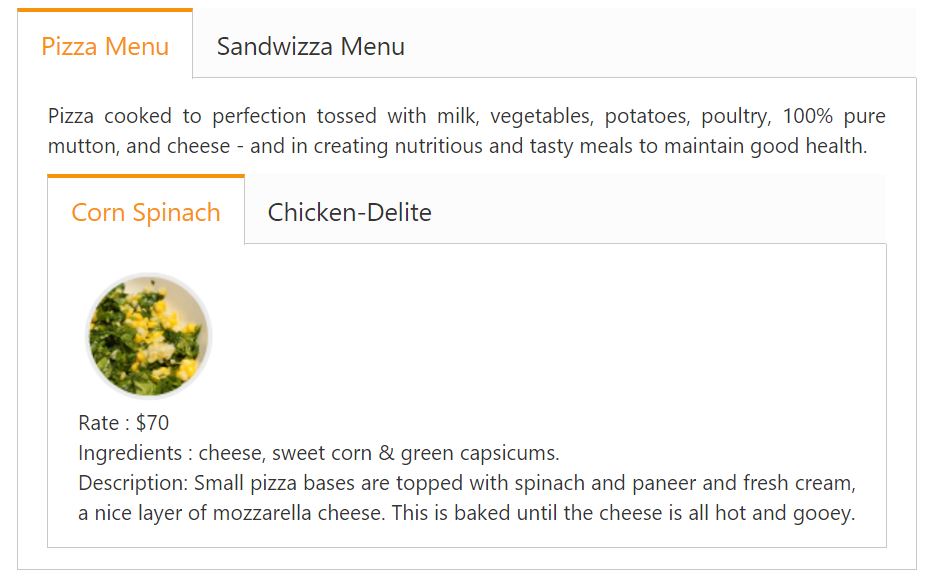 Pizza Menu Sandwizza Menu
Pizza cooked to perfection tossed with milk, vegetables, potatoes, poultry, 100% pure
mutton, and cheese - and in creating nutritious and tasty meals to maintain good health.
Corn Spinach Chicken-Delite
Rate : $70
Ingredients : cheese, sweet corn & green capsicums.
Description: Small pizza bases are topped with spinach and paneer and fresh cream,
a nice layer of mozzarella cheese. This is baked until the cheese is all hot and gooey.